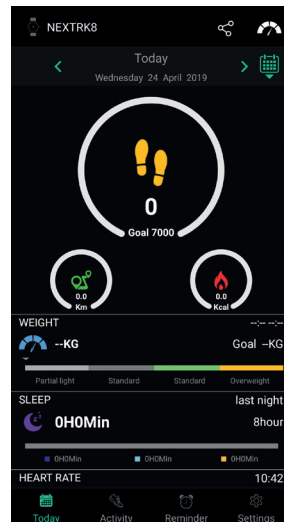 NEXTRK8
Today
Wednesday 24 April 2019
0
Goal 7000
0.0
Km
0.0
Kcal
WEIGHT --:-- --:--
--KG Goal --KG
Partial light Standard Standard Overweight
SLEEP last night
0H0Min 8hour
0H0Min 0H0Min 0H0Min
HEART RATE 10:42
Today Activity Reminder Settings